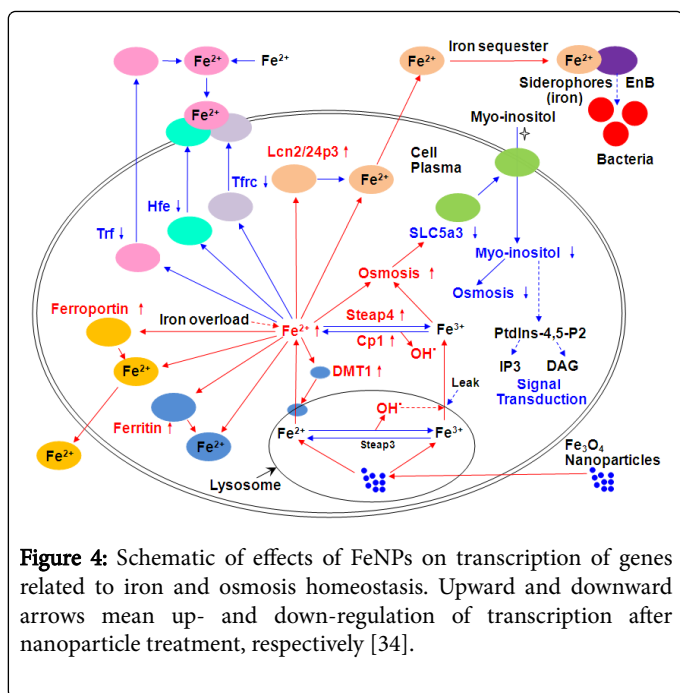 Fe²⁺
Fe²⁺
Fe²⁺
Iron sequester
Fe²⁺
EnB
Siderophores
(iron)
Bacteria
Myo-inositol
Fe²⁺
Lcn2/24p3 ↑
Fe²⁺
Cell
Plasma
Tfrc ↓
Hfe ↓
Trf ↓
SLC5a3 ↓
Myo-inositol ↓
Osmosis ↑
Osmosis ↓
Ferroportin ↑
Iron overload
Fe²⁺ ↑
Steap4 ↑
Cp1 ↑
Fe³⁺
OH•
PtdIns-4,5-P2
IP3
DAG
Signal
Transduction
Fe²⁺
DMT1 ↑
Leak
OH•
Ferritin ↑
Fe²⁺
Fe²⁺
Fe²⁺
Steap3
Fe³⁺
Lysosome
Fe₃O₄
Nanoparticles
Figure 4: Schematic of effects of FeNPs on transcription of genes
related to iron and osmosis homeostasis. Upward and downward
arrows mean up- and down-regulation of transcription after
nanoparticle treatment, respectively [34].